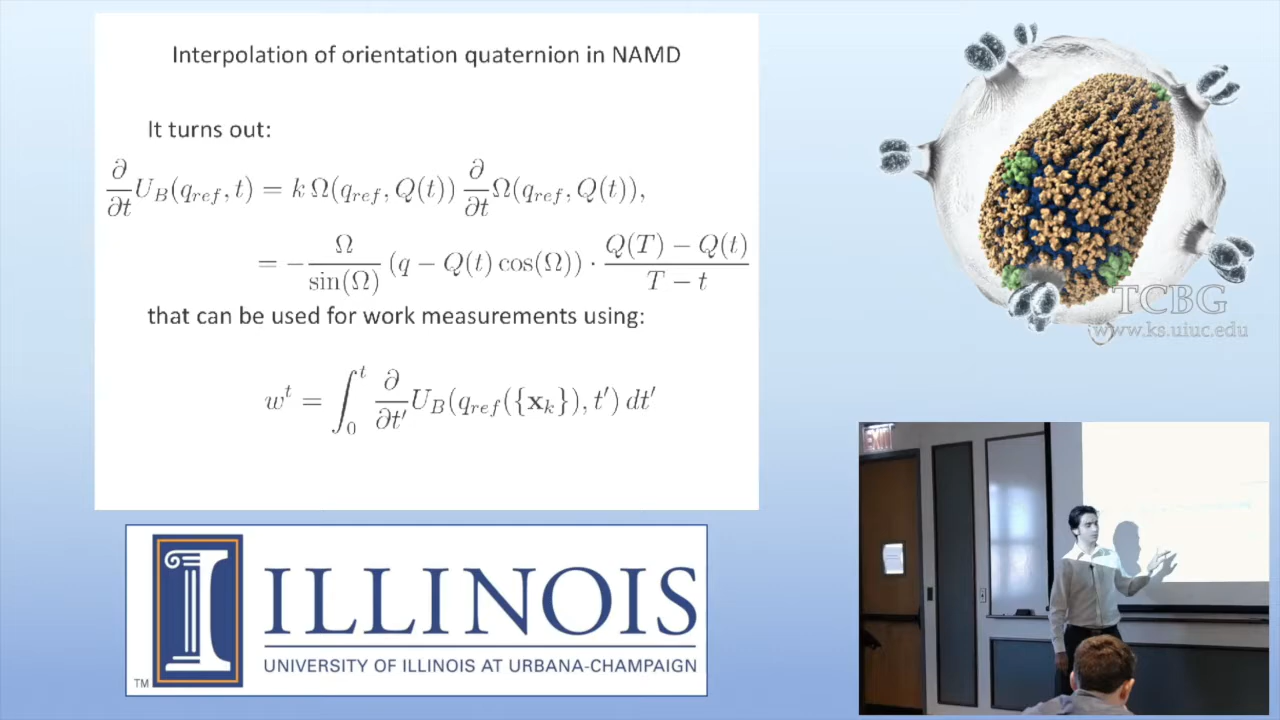 Interpolation of orientation quaternion in NAMD
It turns out:
∂/∂t U_B(q_ref, t) = k Ω(q_ref, Q(t)) ∂/∂t Ω(q_ref, Q(t)),
= − Ω/sin(Ω) (q − Q(t) cos(Ω)) · (Q(T) − Q(t))/(T − t)
that can be used for work measurements using:
w^t = ∫_0^t ∂/∂t′ U_B(q_ref({x_k}), t′) dt′
TCBG
www.ks.uiuc.edu
EXIT
ILLINOIS
UNIVERSITY OF ILLINOIS AT URBANA-CHAMPAIGN
TM